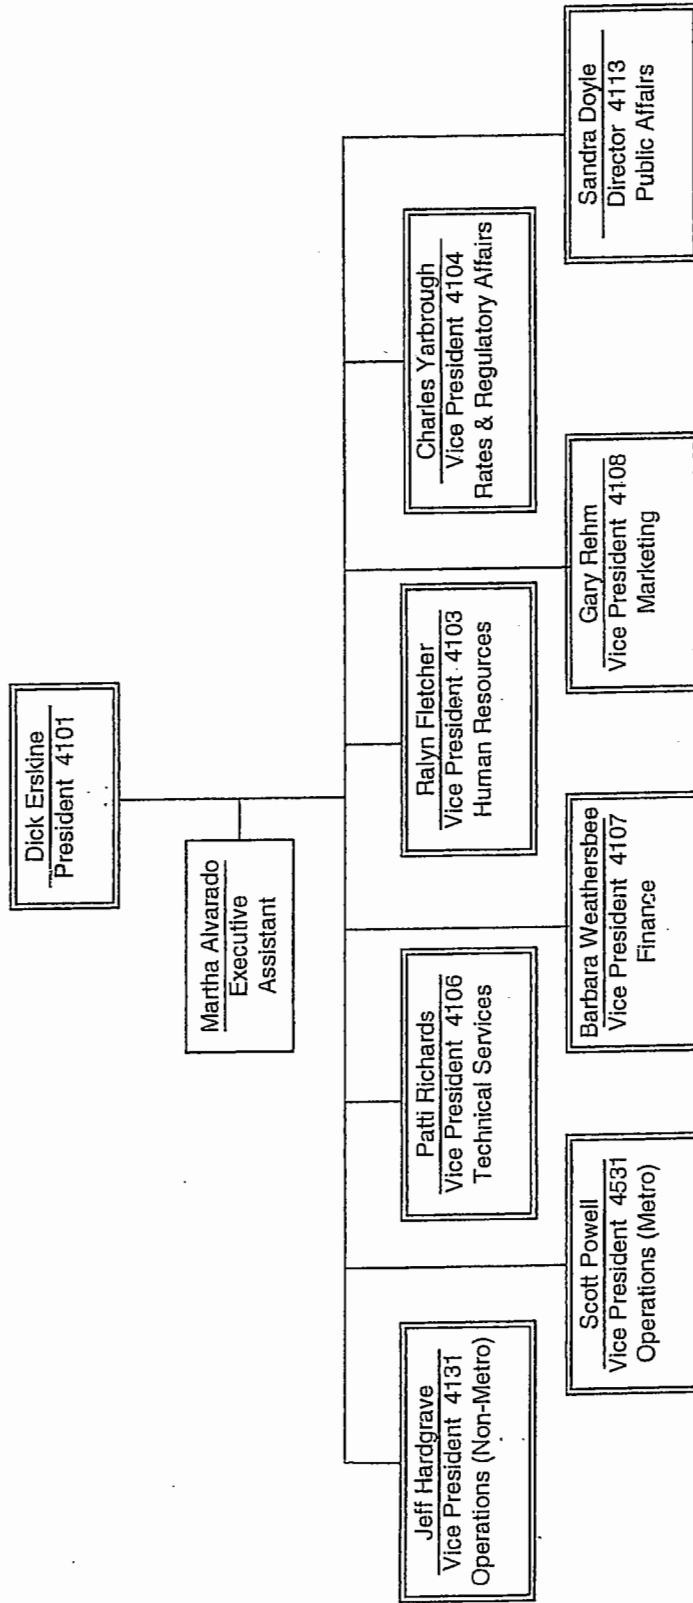 Dick Erskine
President 4101
Martha Alvarado
Executive
Assistant
Jeff Hardgrave
Vice President 4131
Operations (Non-Metro)
Patti Richards
Vice President 4106
Technical Services
Ralyn Fletcher
Vice President 4103
Human Resources
Charles Yarbrough
Vice President 4104
Rates & Regulatory Affairs
Scott Powell
Vice President 4531
Operations (Metro)
Barbara Weathersbee
Vice President 4107
Finance
Gary Rehm
Vice President 4108
Marketing
Sandra Doyle
Director 4113
Public Affairs